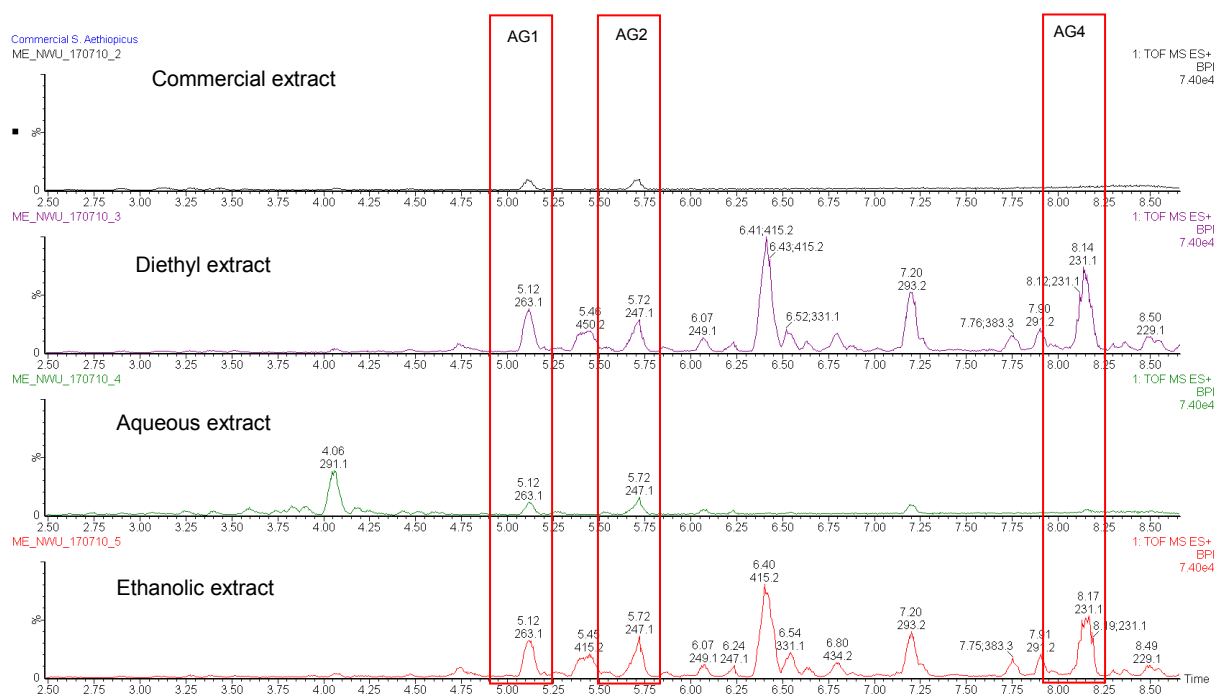 AG1
AG2
AG4
Commercial S. Aethiopicus
ME_NWU_170710_2
1: TOF MS ES+
BPI
7.40e4
Commercial extract
%
0
2.50 2.75 3.00 3.25 3.50 3.75 4.00 4.25 4.50 4.75 5.00 5.25 5.50 5.75 6.00 6.25 6.50 6.75 7.00 7.25 7.50 7.75 8.00 8.25 8.50
ME_NWU_170710_3
1: TOF MS ES+
BPI
7.40e4
Diethyl extract
6.41;415.2
6.43;415.2
8.14
231.1
8.12;231.1
5.12
263.1
5.46
450.2
5.72
247.1
6.07
249.1
6.52;331.1
7.20
293.2
7.76;383.3
7.90
291.2
8.50
229.1
%
0
2.50 2.75 3.00 3.25 3.50 3.75 4.00 4.25 4.50 4.75 5.00 5.25 5.50 5.75 6.00 6.25 6.50 6.75 7.00 7.25 7.50 7.75 8.00 8.25 8.50
ME_NWU_170710_4
1: TOF MS ES+
BPI
7.40e4
Aqueous extract
4.06
291.1
5.12
263.1
5.72
247.1
%
0
2.50 2.75 3.00 3.25 3.50 3.75 4.00 4.25 4.50 4.75 5.00 5.25 5.50 5.75 6.00 6.25 6.50 6.75 7.00 7.25 7.50 7.75 8.00 8.25 8.50
ME_NWU_170710_5
1: TOF MS ES+
BPI
7.40e4
Ethanolic extract
5.12
263.1
5.45
415.2
5.72
247.1
6.07
249.1
6.24
247.1
6.40
415.2
6.54
331.1
6.80
434.2
7.20
293.2
7.75;383.3
7.91
291.2
8.17
231.1
8.19;231.1
8.49
229.1
%
0
Time
2.50 2.75 3.00 3.25 3.50 3.75 4.00 4.25 4.50 4.75 5.00 5.25 5.50 5.75 6.00 6.25 6.50 6.75 7.00 7.25 7.50 7.75 8.00 8.25 8.50